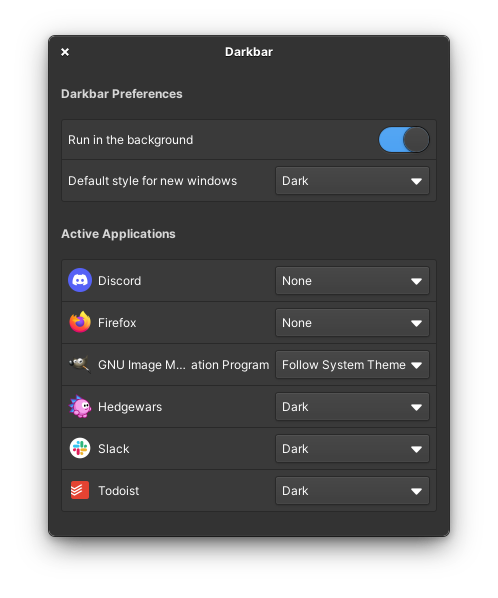 Darkbar
Darkbar Preferences
Run in the background
Default style for new windows Dark
Active Applications
Discord None
Firefox None
GNU Image M... ation Program Follow System Theme
Hedgewars Dark
Slack Dark
Todoist Dark